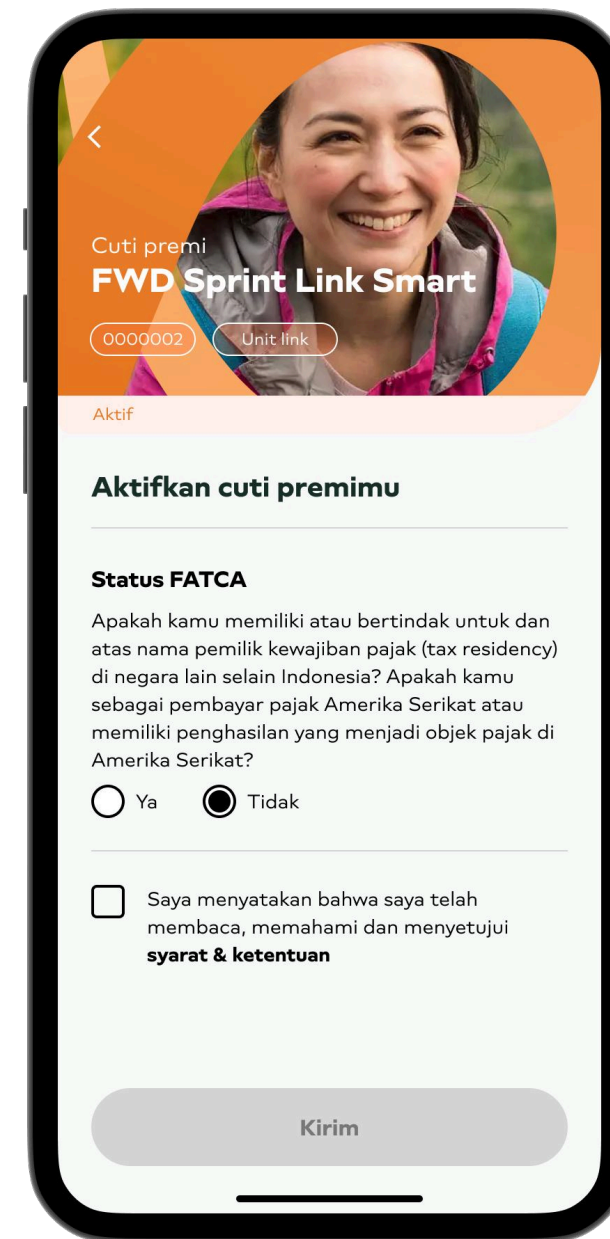 Cuti premi
FWD Sprint Link Smart
0000002 Unit link
Aktif
Aktifkan cuti premimu
Status FATCA
Apakah kamu memiliki atau bertindak untuk dan
atas nama pemilik kewajiban pajak (tax residency)
di negara lain selain Indonesia? Apakah kamu
sebagai pembayar pajak Amerika Serikat atau
memiliki penghasilan yang menjadi objek pajak di
Amerika Serikat?
Ya Tidak
Saya menyatakan bahwa saya telah
membaca, memahami dan menyetujui
syarat & ketentuan
Kirim